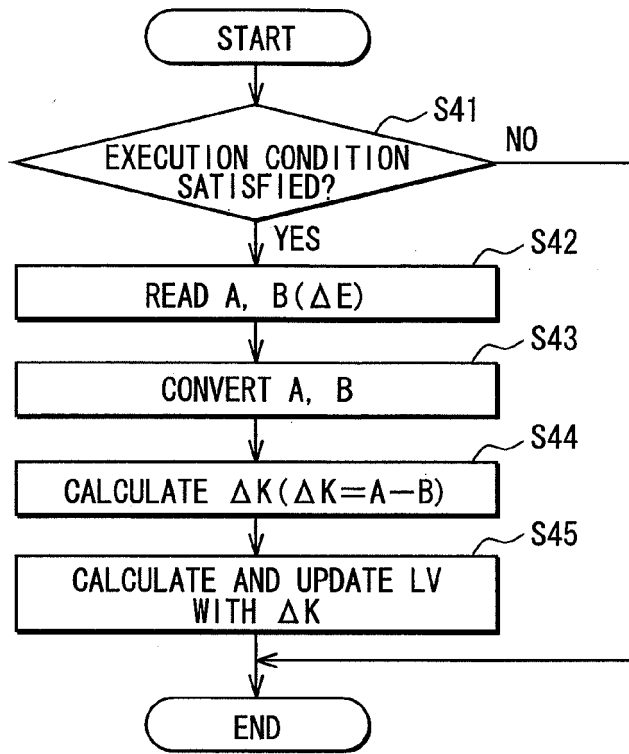 START
S41
NO
EXECUTION CONDITION
SATISFIED?
YES
S42
READ A, B(ΔE)
S43
CONVERT A, B
S44
CALCULATE ΔK(ΔK=A−B)
S45
CALCULATE AND UPDATE LV
WITH ΔK
END